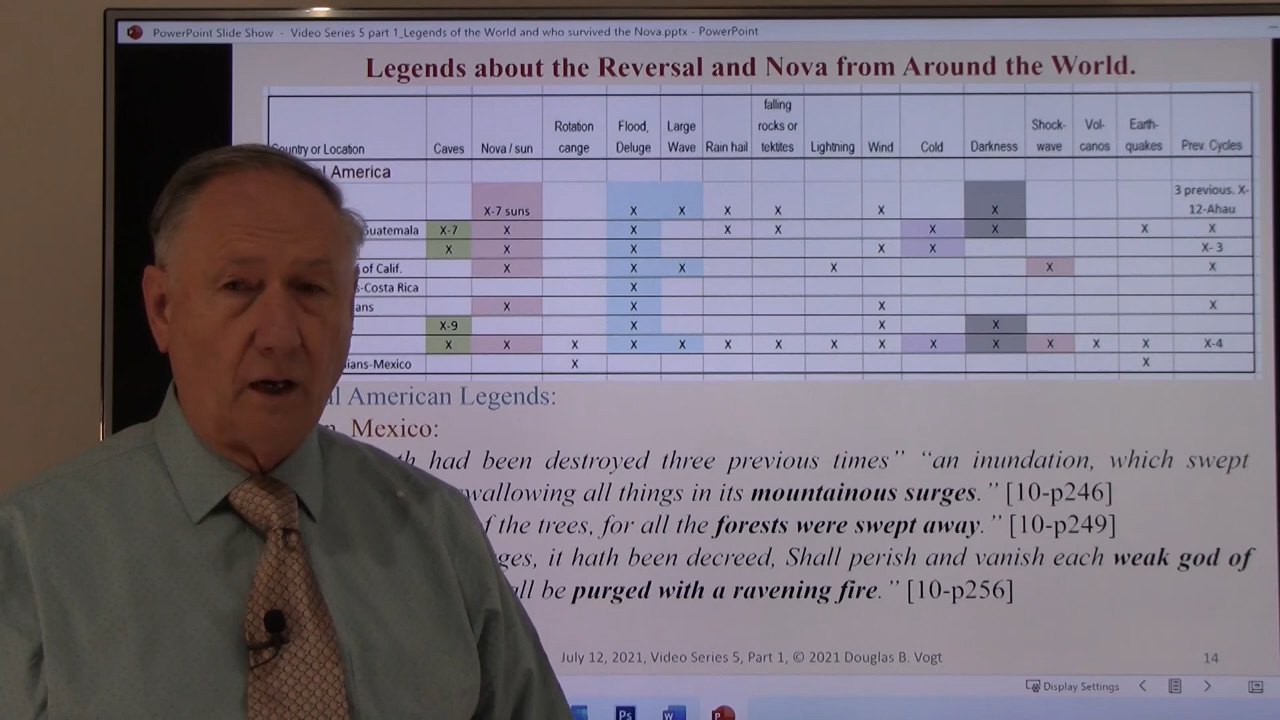 PowerPoint Slide Show - Video Series 5 part 1_Legends of the World and who survived the Nova.pptx - PowerPoint
Legends about the Reversal and Nova from Around the World.
Country or Location Caves Nova / sun Rotation cange Flood, Deluge Large Wave Rain hail falling rocks or tektites Lightning Wind Cold Darkness Shock-wave Vol-canos Earth-quakes Prev. Cycles
America
X-7 suns X X X X X X 3 previous. X-12-Ahau
Guatemala X-7 X X X X X X X X
X X X X X X- 3
of Calif. X X X X X X
-Costa Rica X
ans X X X X
X-9 X X X
X X X X X X X X X X X X X X X-4
ians-Mexico X X
American Legends:
Mexico:
had been destroyed three previous times” “an inundation, which swept
swallowing all things in its mountainous surges.” [10-p246]
f the trees, for all the forests were swept away.” [10-p249]
ges, it hath been decreed, Shall perish and vanish each weak god of
ll be purged with a ravening fire.” [10-p256]
July 12, 2021, Video Series 5, Part 1, © 2021 Douglas B. Vogt 14
Display Settings
Ps W P